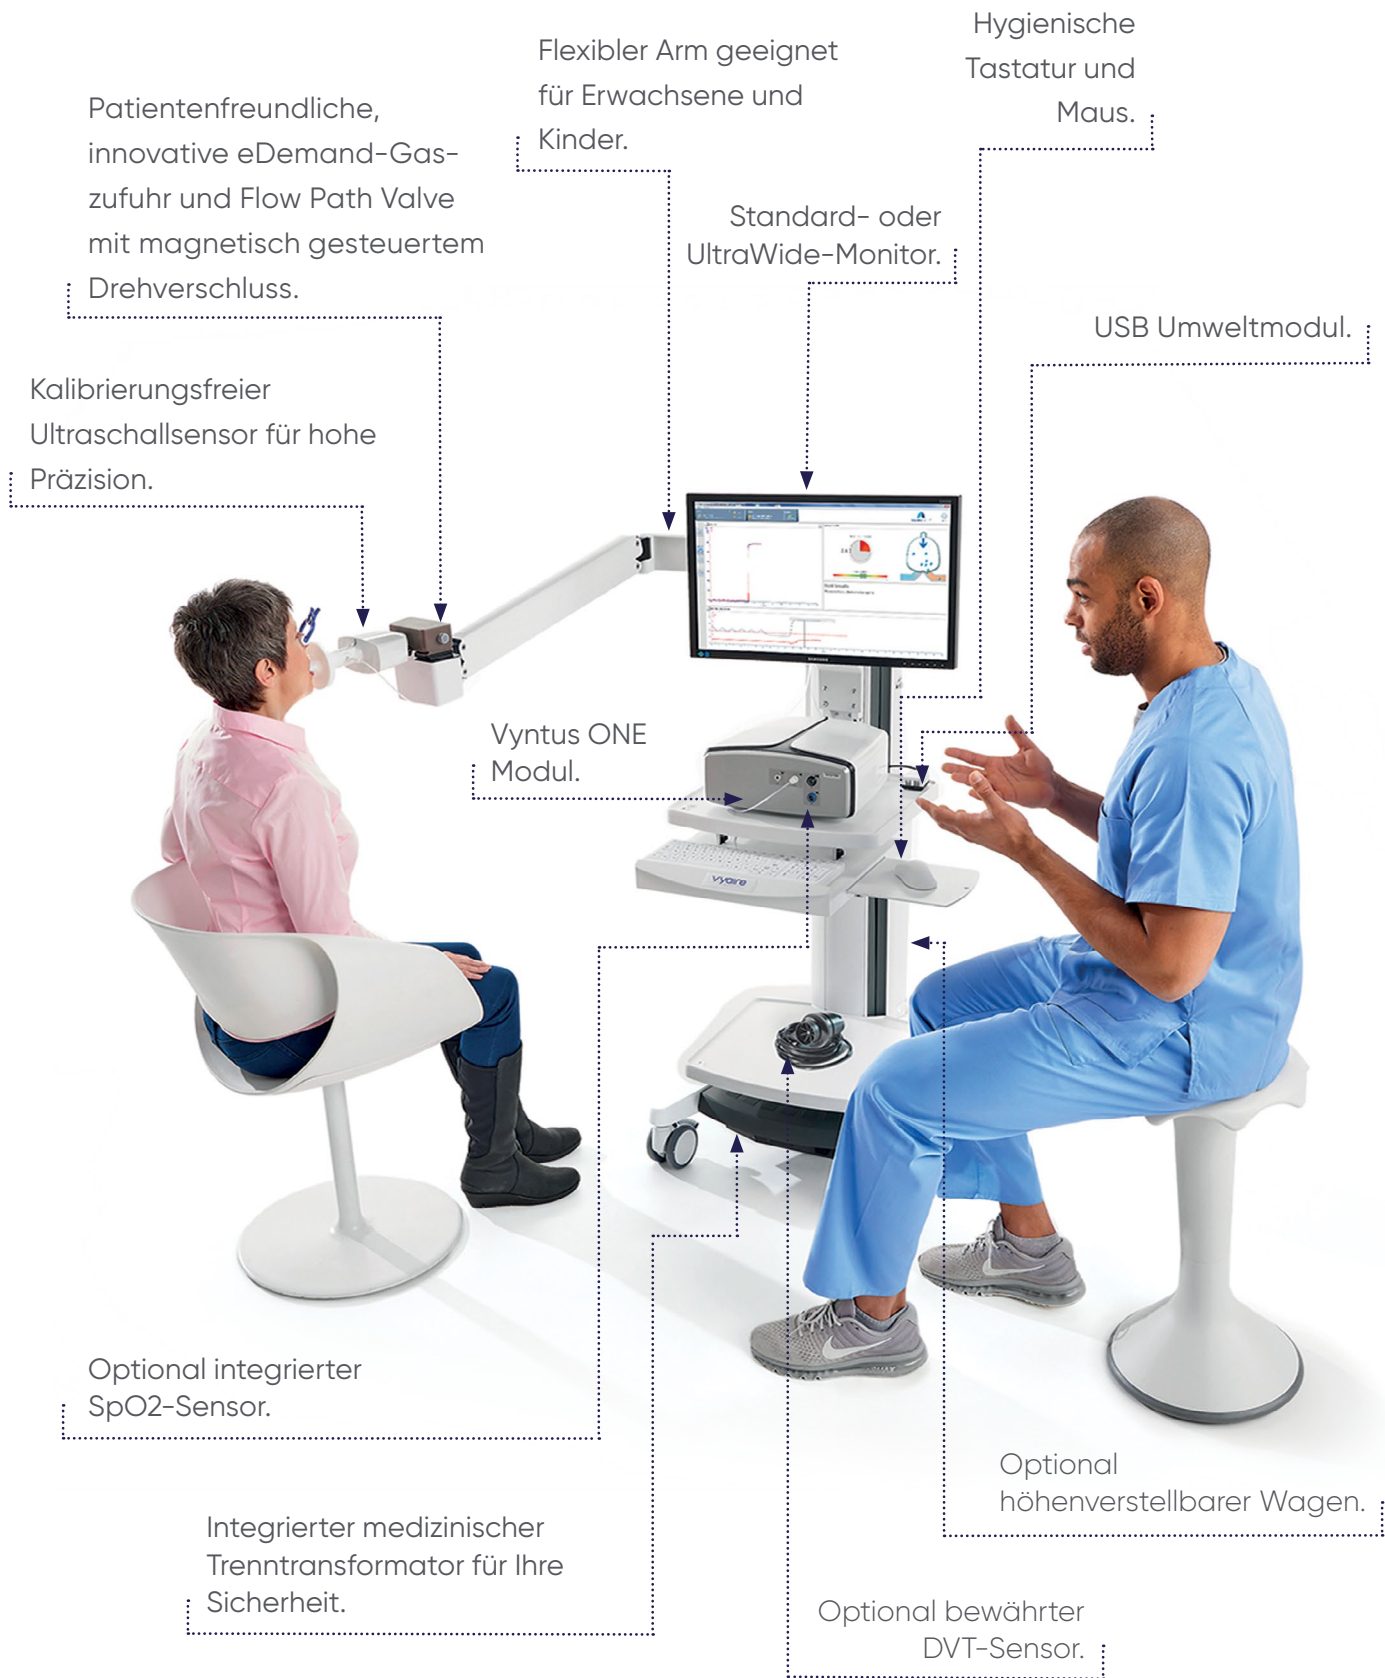 Hygienische
Tastatur und
Maus.
Flexibler Arm geeignet
für Erwachsene und
Kinder.
Patientenfreundliche,
innovative eDemand-Gas-
zufuhr und Flow Path Valve
mit magnetisch gesteuertem
Drehverschluss.
Standard- oder
UltraWide-Monitor.
USB Umweltmodul.
Kalibrierungsfreier
Ultraschallsensor für hohe
Präzision.
SAMSUNG
Vyntus ONE
Modul.
vyaire
Optional integrierter
SpO2-Sensor.
Optional
höhenverstellbarer Wagen.
Integrierter medizinischer
Trenntransformator für Ihre
Sicherheit.
Optional bewährter
DVT-Sensor.